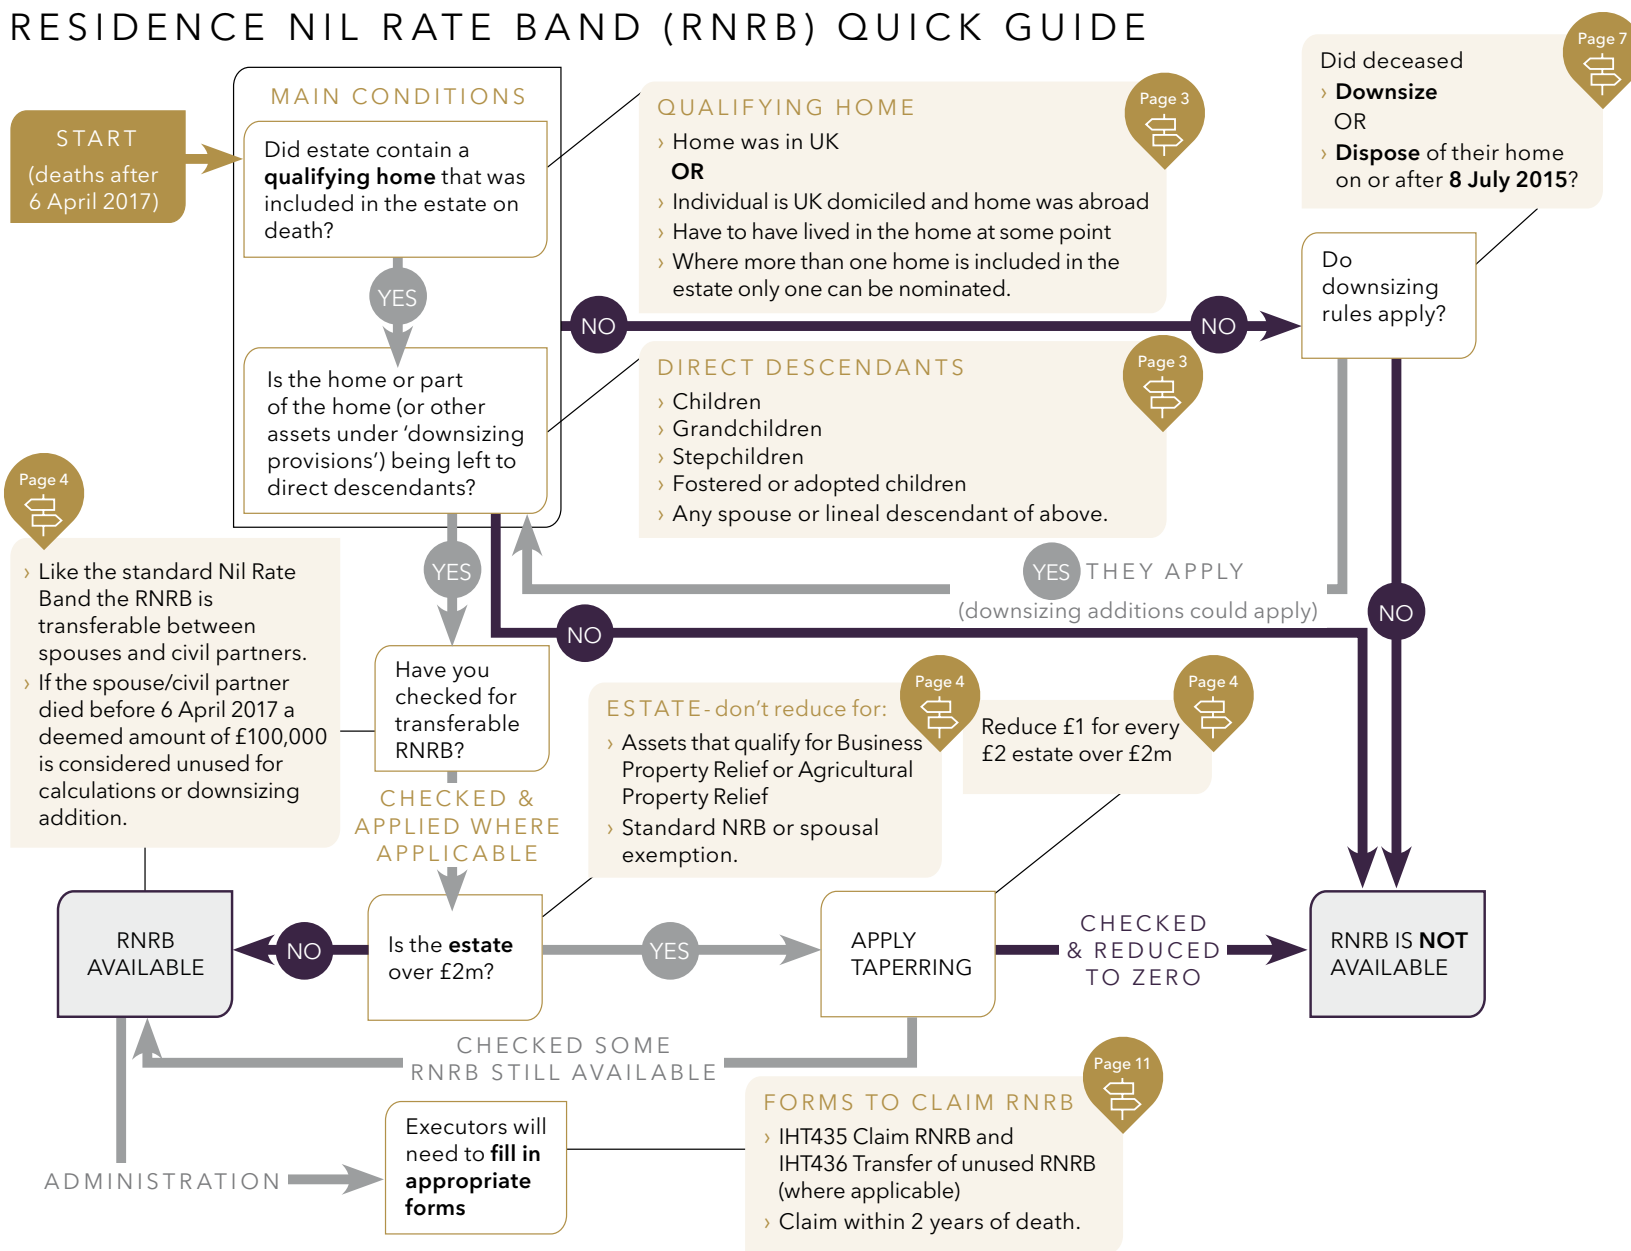 RESIDENCE NIL RATE BAND (RNRB) QUICK GUIDE
START
(deaths after
6 April 2017)
MAIN CONDITIONS
Did estate contain a
qualifying home that was
included in the estate on
death?
YES
Is the home or part
of the home (or other
assets under ‘downsizing
provisions’) being left to
direct descendants?
Page 3
QUALIFYING HOME
› Home was in UK
OR
› Individual is UK domiciled and home was abroad
› Have to have lived in the home at some point
› Where more than one home is included in the
estate only one can be nominated.
NO
NO
Page 7
Did deceased
› Downsize
OR
› Dispose of their home
on or after 8 July 2015?
Do
downsizing
rules apply?
Page 3
DIRECT DESCENDANTS
› Children
› Grandchildren
› Stepchildren
› Fostered or adopted children
› Any spouse or lineal descendant of above.
YES THEY APPLY
(downsizing additions could apply)
NO
NO
YES
Page 4
› Like the standard Nil Rate
Band the RNRB is
transferable between
spouses and civil partners.
› If the spouse/civil partner
died before 6 April 2017 a
deemed amount of £100,000
is considered unused for
calculations or downsizing
addition.
Have you
checked for
transferable
RNRB?
CHECKED &
APPLIED WHERE
APPLICABLE
Page 4
ESTATE- don’t reduce for:
› Assets that qualify for Business
Property Relief or Agricultural
Property Relief
› Standard NRB or spousal
exemption.
Page 4
Reduce £1 for every
£2 estate over £2m
RNRB
AVAILABLE
NO
Is the estate
over £2m?
YES
APPLY
TAPERRING
CHECKED
& REDUCED
TO ZERO
RNRB IS NOT
AVAILABLE
CHECKED SOME
RNRB STILL AVAILABLE
ADMINISTRATION
Executors will
need to fill in
appropriate
forms
Page 11
FORMS TO CLAIM RNRB
› IHT435 Claim RNRB and
IHT436 Transfer of unused RNRB
(where applicable)
› Claim within 2 years of death.